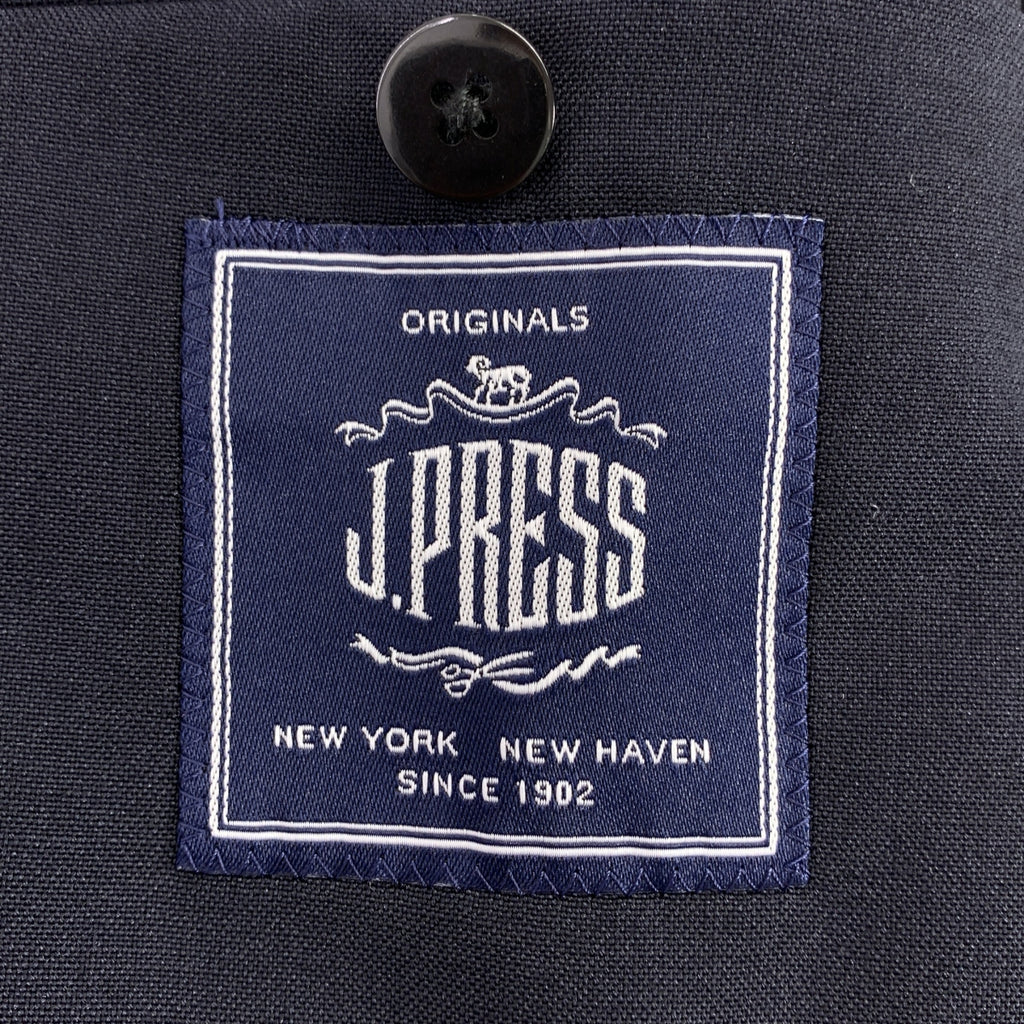 ORIGINALS
J.PRESS
NEW YORK NEW HAVEN
SINCE 1902